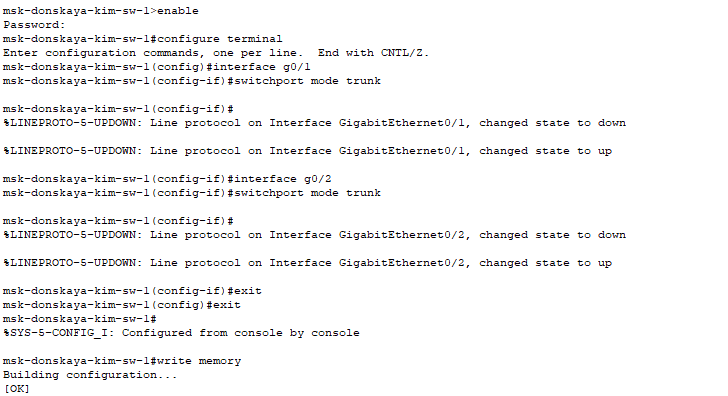 msk-donskaya-kim-sw-1>enable
Password:
msk-donskaya-kim-sw-1#configure terminal
Enter configuration commands, one per line.  End with CNTL/Z.
msk-donskaya-kim-sw-1(config)#interface g0/1
msk-donskaya-kim-sw-1(config-if)#switchport mode trunk
msk-donskaya-kim-sw-1(config-if)#
%LINEPROTO-5-UPDOWN: Line protocol on Interface GigabitEthernet0/1, changed state to down
%LINEPROTO-5-UPDOWN: Line protocol on Interface GigabitEthernet0/1, changed state to up
msk-donskaya-kim-sw-1(config-if)#interface g0/2
msk-donskaya-kim-sw-1(config-if)#switchport mode trunk
msk-donskaya-kim-sw-1(config-if)#
%LINEPROTO-5-UPDOWN: Line protocol on Interface GigabitEthernet0/2, changed state to down
%LINEPROTO-5-UPDOWN: Line protocol on Interface GigabitEthernet0/2, changed state to up
msk-donskaya-kim-sw-1(config-if)#exit
msk-donskaya-kim-sw-1(config)#exit
msk-donskaya-kim-sw-1#
%SYS-5-CONFIG_I: Configured from console by console
msk-donskaya-kim-sw-1#write memory
Building configuration...
[OK]